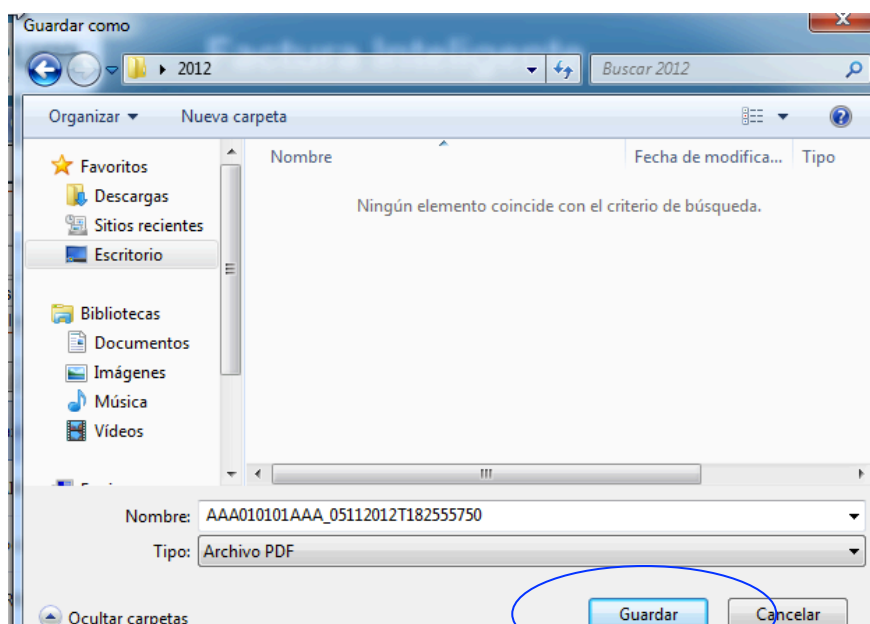 Guardar como
Factura Inteligente
2012
Buscar 2012
Organizar
Nueva carpeta
Favoritos
Descargas
Sitios recientes
Escritorio
Bibliotecas
Documentos
Imágenes
Música
Vídeos
Nombre
Fecha de modifica...
Tipo
Ningún elemento coincide con el criterio de búsqueda.
Nombre: AAA010101AAA_05112012T182555750
Tipo: Archivo PDF
Ocultar carpetas
Guardar
Cancelar